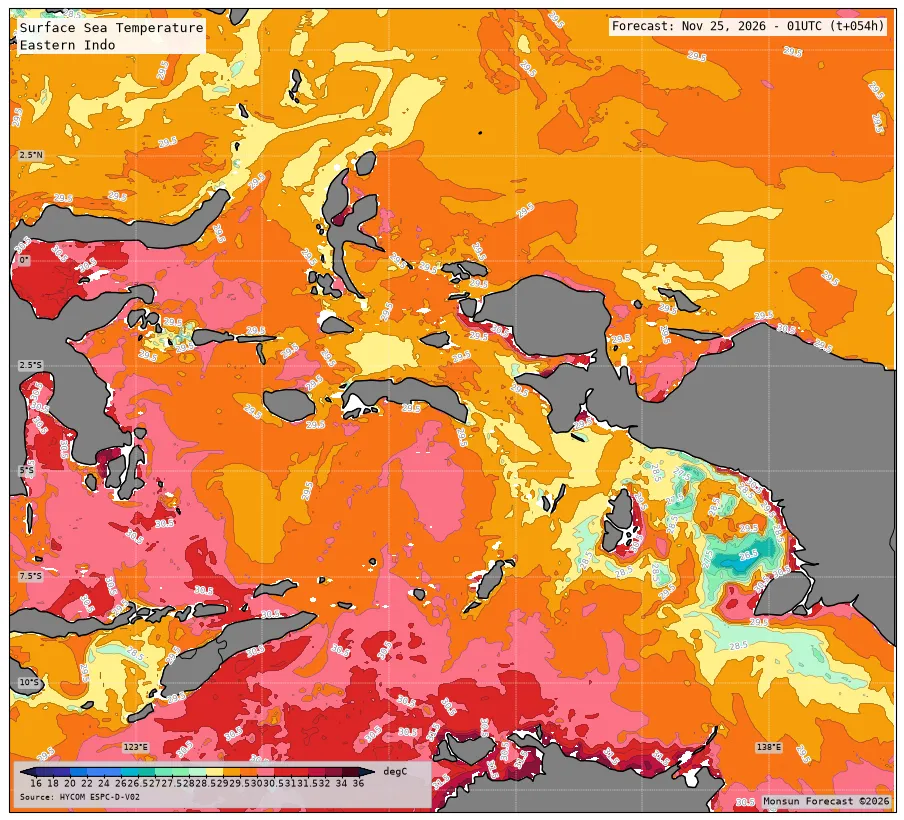 Surface Sea Temperature
Eastern Indo
Forecast: Nov 25, 2026 - 01UTC (t+054h)
2.5°N
0°
2.5°S
5°S
7.5°S
10°S
123°E
138°E
degC
16 18 20 22 24 26 26.5 27 27.5 28 28.5 29 29.5 30 30.5 31 31.5 32 34 36
Source: HYCOM ESPC-D-V02
Monsun Forecast ©2026